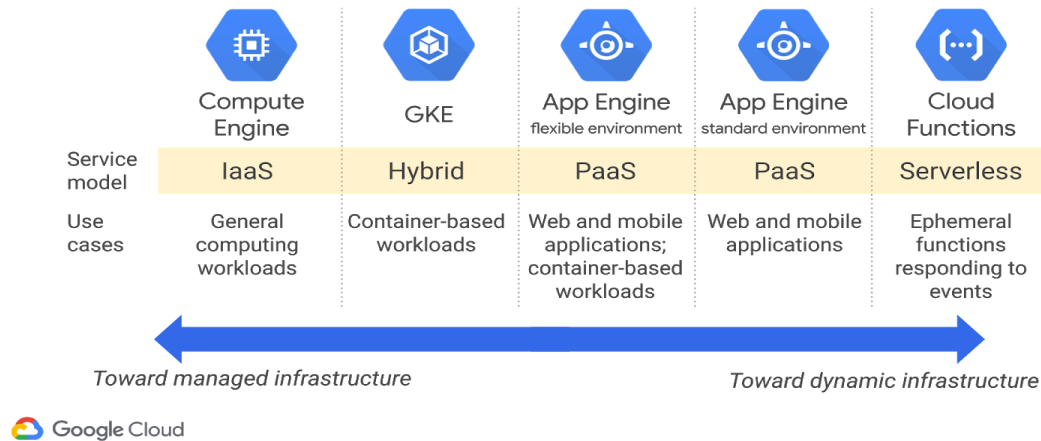 Compute
Engine
GKE
App Engine
flexible environment
App Engine
standard environment
Cloud
Functions
Service
model
IaaS
Hybrid
PaaS
PaaS
Serverless
Use
cases
General
computing
workloads
Container-based
workloads
Web and mobile
applications;
container-based
workloads
Web and mobile
applications
Ephemeral
functions
responding to
events
Toward managed infrastructure
Toward dynamic infrastructure
Google Cloud